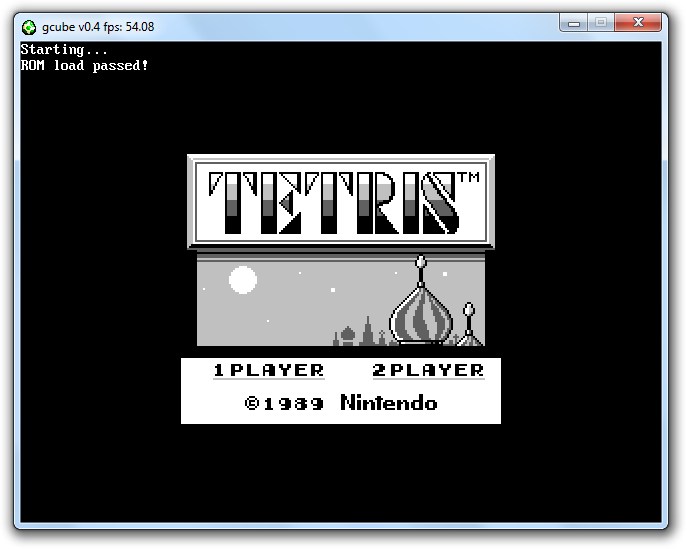 gcube v0.4 fps: 54.08
Starting...
ROM load passed!
TETRIS™
1PLAYER 2PLAYER
©1989 Nintendo